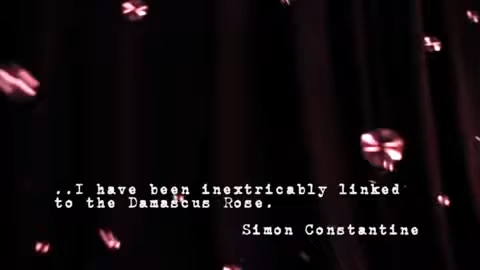 ..I have been inextricably linked
to the Damascus Rose.
Simon Constantine